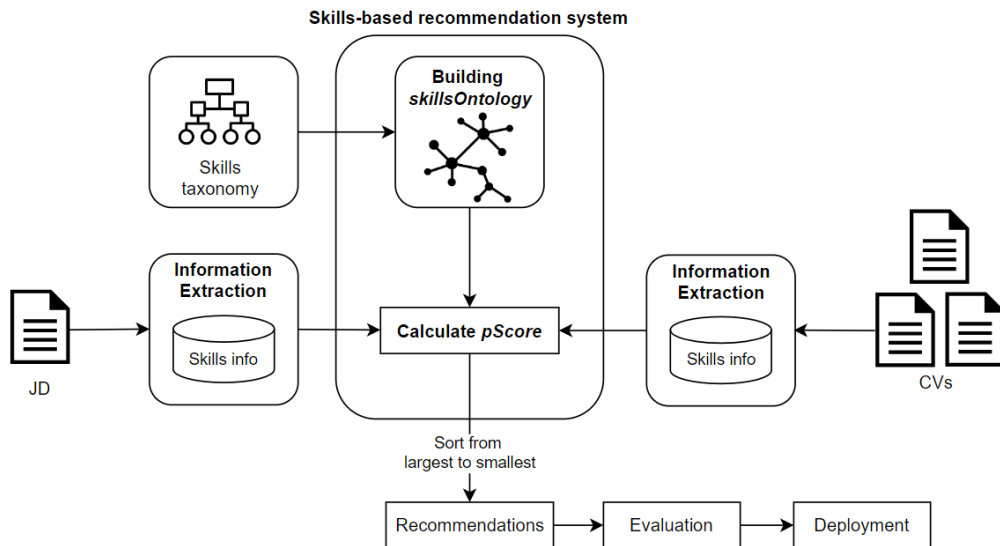 Skills-based recommendation system
Building
skillsOntology
Skills
taxonomy
Information
Extraction
Skills info
JD
Calculate pScore
Information
Extraction
Skills info
CVs
Sort from
largest to smallest
Recommendations
Evaluation
Deployment